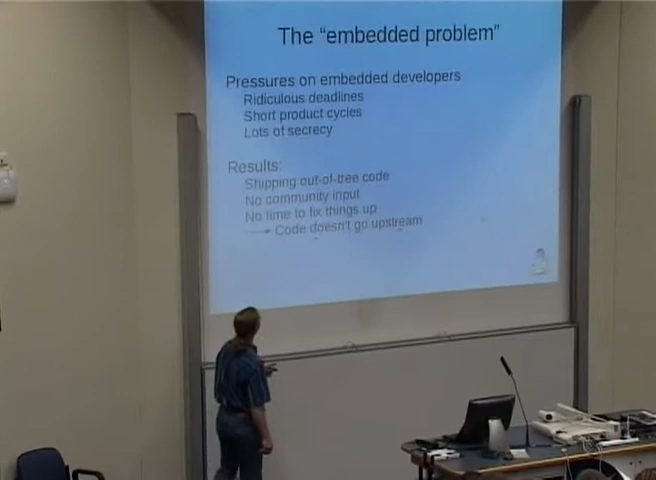 The “embedded problem”
Pressures on embedded developers
Ridiculous deadlines
Short product cycles
Lots of secrecy
Results:
Shipping out-of-tree code
No community input
No time to fix things up
→ Code doesn't go upstream